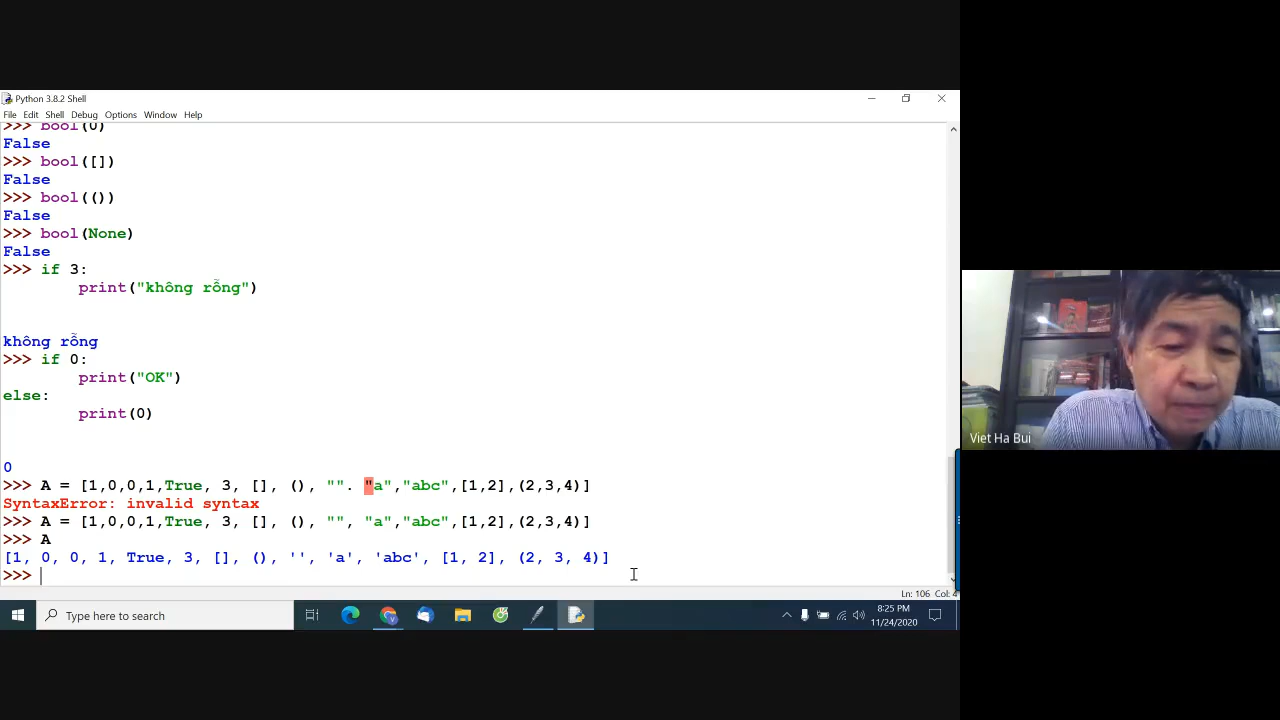 Python 3.8.2 Shell
File Edit Shell Debug Options Window Help
>>> bool(0)
False
>>> bool([])
False
>>> bool(())
False
>>> bool(None)
False
>>> if 3:
        print("không rỗng")
không rỗng
>>> if 0:
        print("OK")
else:
        print(0)
0
>>> A = [1,0,0,1,True, 3, [], (), "". "a","abc",[1,2],(2,3,4)]
SyntaxError: invalid syntax
>>> A = [1,0,0,1,True, 3, [], (), "", "a","abc",[1,2],(2,3,4)]
>>> A
[1, 0, 0, 1, True, 3, [], (), '', 'a', 'abc', [1, 2], (2, 3, 4)]
>>>
Ln: 106 Col: 4
Type here to search
8:25 PM
11/24/2020
Viet Ha Bui